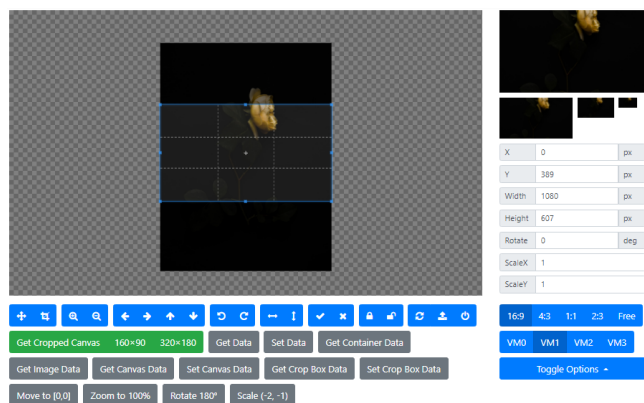 X 0 px
Y 389 px
Width 1080 px
Height 607 px
Rotate 0 deg
ScaleX 1
ScaleY 1
16:9 4:3 1:1 2:3 Free
Get Cropped Canvas 160×90 320×180 Get Data Set Data Get Container Data
VM0 VM1 VM2 VM3
Get Image Data Get Canvas Data Set Canvas Data Get Crop Box Data Set Crop Box Data
Toggle Options
Move to [0,0] Zoom to 100% Rotate 180° Scale (-2, -1)